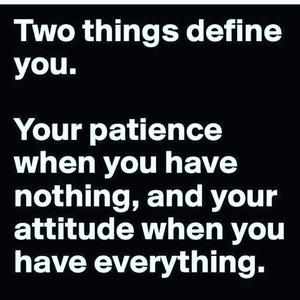 Two things define
you.
Your patience
when you have
nothing, and your
attitude when you
have everything.